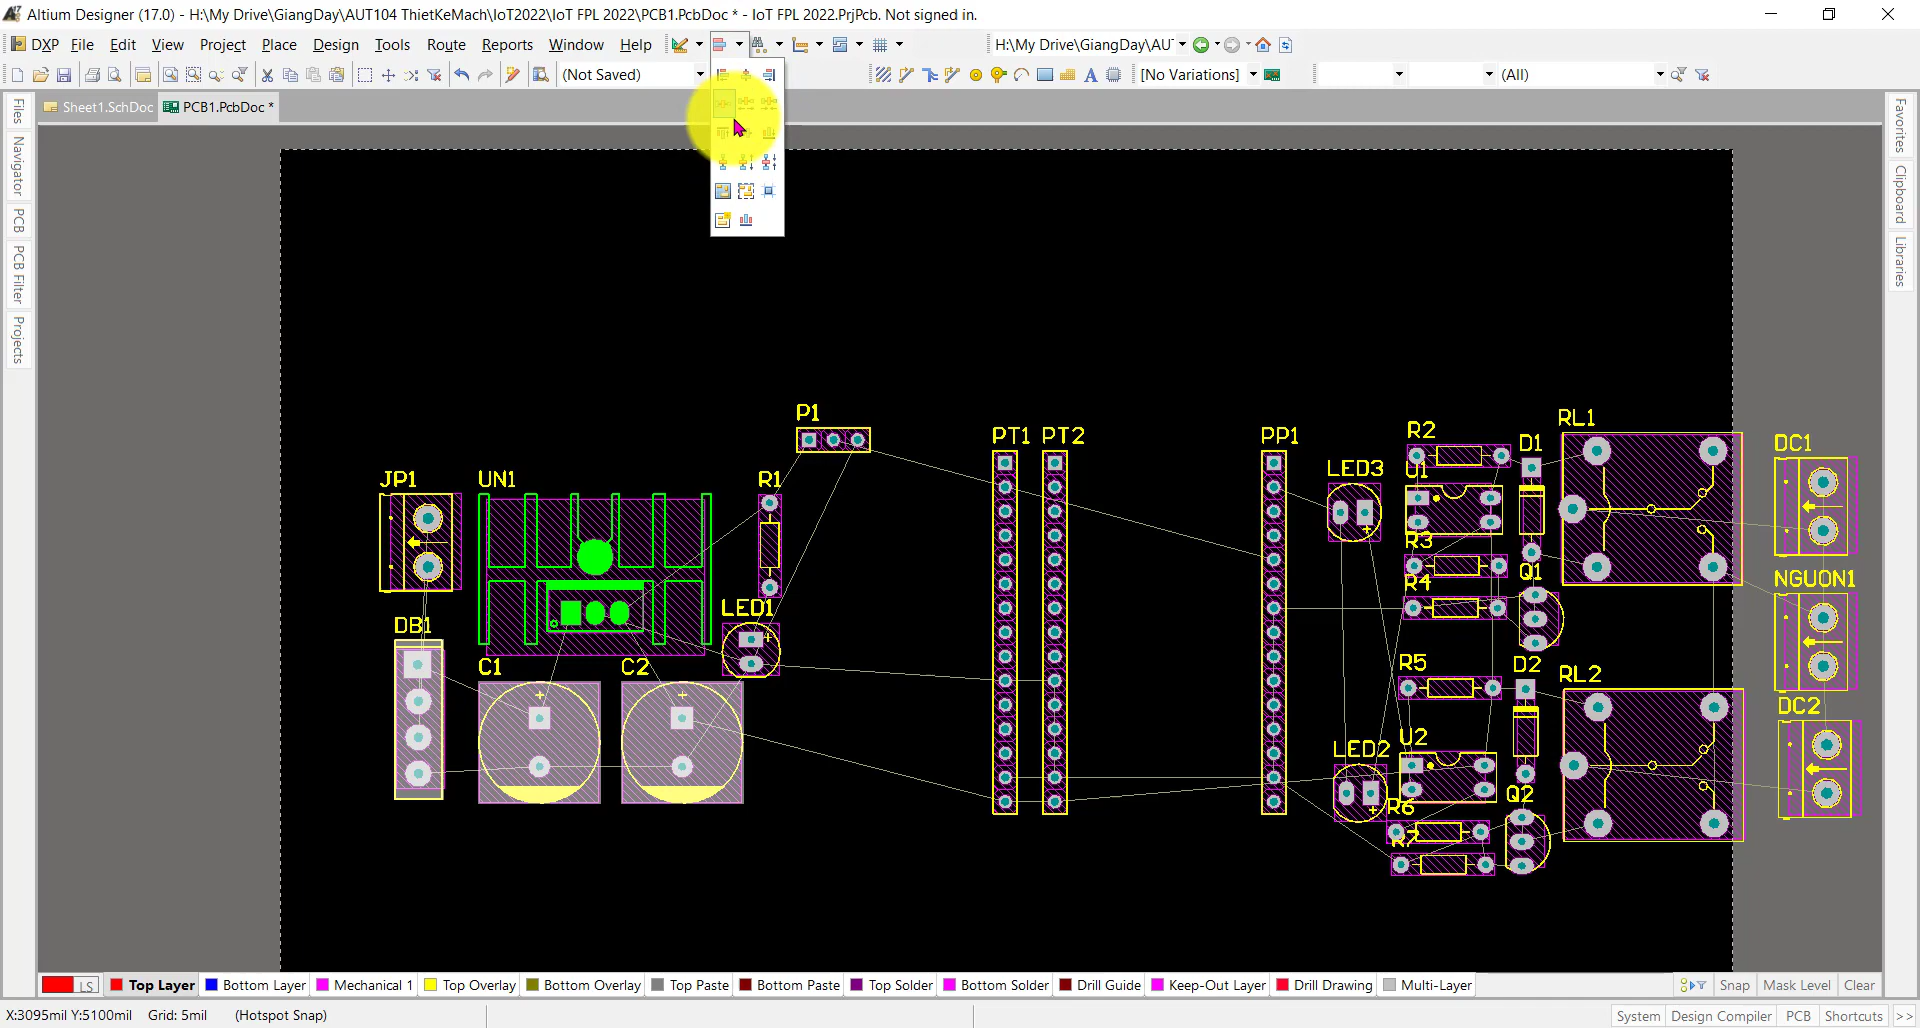 Altium Designer (17.0) - H:\My Drive\GiangDay\AUT104 ThietKeMach\IoT2022\IoT FPL 2022\PCB1.PcbDoc * - IoT FPL 2022.PrjPcb. Not signed in.
DXP File Edit View Project Place Design Tools Route Reports Window Help H:\My Drive\GiangDay\AU
(Not Saved) A [No Variations] (All)
Sheet1.SchDoc PCB1.PcbDoc *
Files
Navigator
PCB
PCB Filter
Projects
Favorites
Clipboard
Libraries
P1
RL1
R2
PT1 PT2 PP1 D1 DC1
LED3 U1
JP1 UN1 R1
R3
Q1 NGUON1
R4
LED1
DB1
C1 C2 R5 D2 RL2
DC2
LED2 U2
R6 Q2
R7
LS Top Layer Bottom Layer Mechanical 1 Top Overlay Bottom Overlay Top Paste Bottom Paste Top Solder Bottom Solder Drill Guide Keep-Out Layer Drill Drawing Multi-Layer Snap Mask Level Clear
X:3095mil Y:5100mil Grid: 5mil (Hotspot Snap) System Design Compiler PCB Shortcuts >>